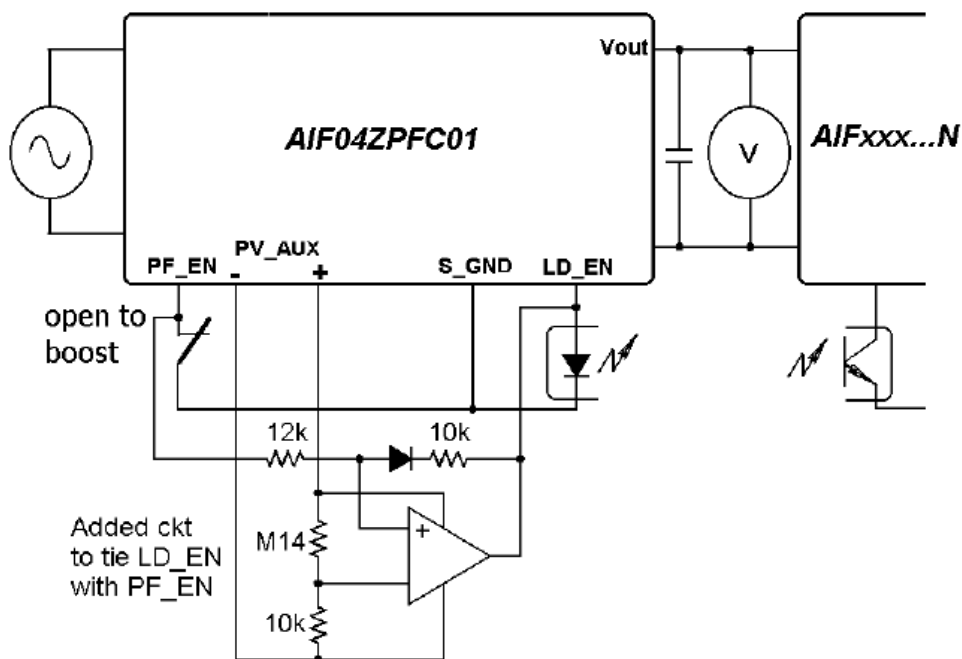 Vout
AIF04ZPFC01
AIFxxx...N
V
PF_EN
PV_AUX
-
+
S_GND
LD_EN
open to
boost
12k
10k
Added ckt
to tie LD_EN
with PF_EN
M14
+
10k